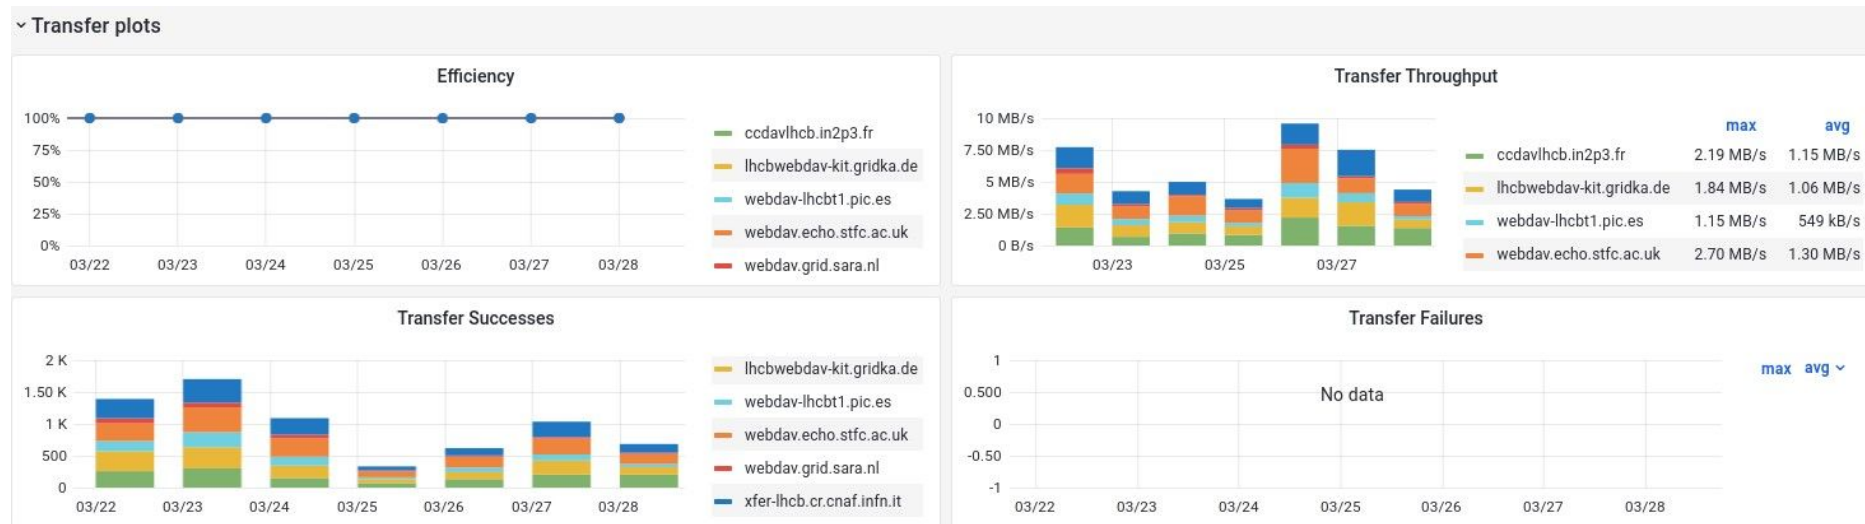 Transfer plots
Efficiency
100%
75%
50%
25%
0%
03/22 03/23 03/24 03/25 03/26 03/27 03/28
ccdavlhcb.in2p3.fr
lhcbwebdav-kit.gridka.de
webdav-lhcbt1.pic.es
webdav.echo.stfc.ac.uk
webdav.grid.sara.nl
Transfer Throughput
10 MB/s
7.50 MB/s
5 MB/s
2.50 MB/s
0 B/s
03/23 03/25 03/27
max avg
ccdavlhcb.in2p3.fr 2.19 MB/s 1.15 MB/s
lhcbwebdav-kit.gridka.de 1.84 MB/s 1.06 MB/s
webdav-lhcbt1.pic.es 1.15 MB/s 549 kB/s
webdav.echo.stfc.ac.uk 2.70 MB/s 1.30 MB/s
Transfer Successes
2 K
1.50 K
1 K
500
0
03/22 03/23 03/24 03/25 03/26 03/27 03/28
lhcbwebdav-kit.gridka.de
webdav-lhcbt1.pic.es
webdav.echo.stfc.ac.uk
webdav.grid.sara.nl
xfer-lhcb.cr.cnaf.infn.it
Transfer Failures
1
0.500
0
-0.50
-1
No data
03/22 03/23 03/24 03/25 03/26 03/27 03/28
max avg